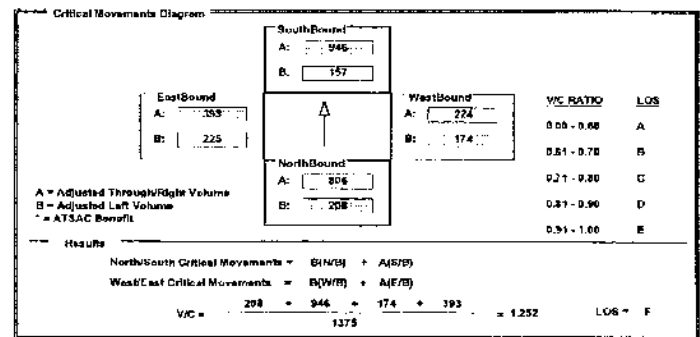 Critical Movements Diagram
SouthBound
A: 946
B: 157
EastBound
A: 393
B: 225
WestBound
A: 224
B: 174
NorthBound
A: 806
B: 208
V/C RATIO LOS
0.00 - 0.60 A
0.61 - 0.70 B
0.71 - 0.80 C
0.81 - 0.90 D
0.91 - 1.00 E
A = Adjusted Through/Right Volume
B = Adjusted Left Volume
* = ATSAC Benefit
Results
North/South Critical Movements = B(N/B) + A(S/B)
West/East Critical Movements = B(W/B) + A(E/B)
V/C = 208 + 946 + 174 + 393 = 1.252 LOS = F
1375